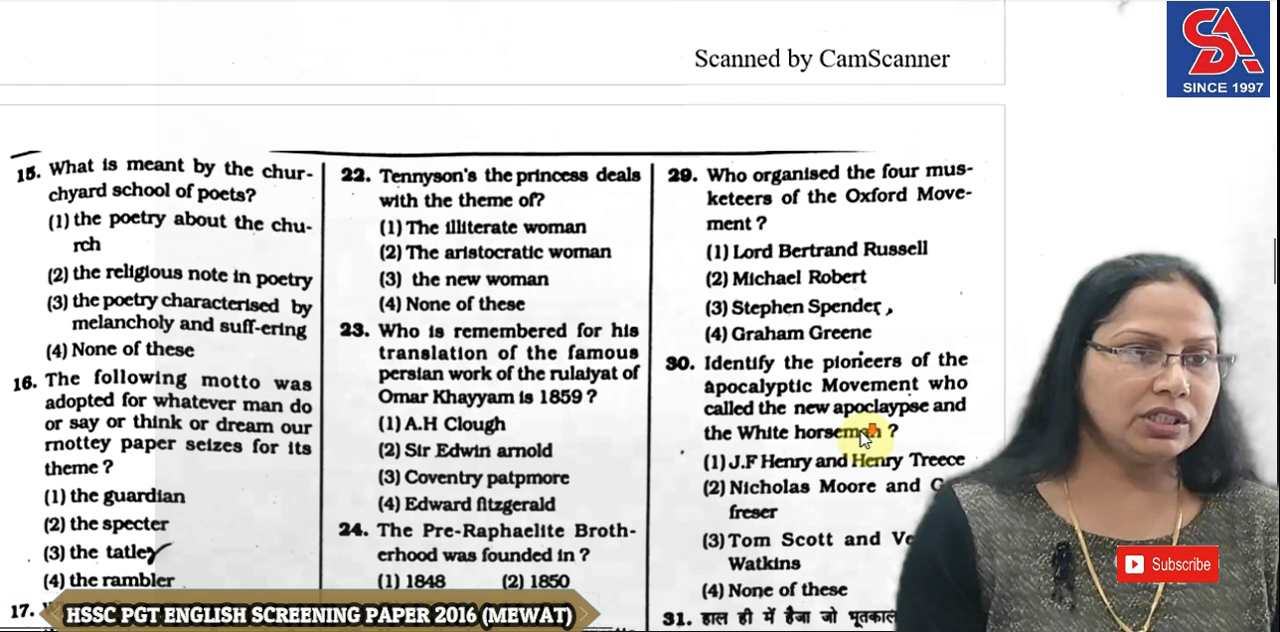 Scanned by CamScanner
SA
SINCE 1997
15. What is meant by the chur-
chyard school of poets?
(1) the poetry about the chu-
rch
(2) the religious note in poetry
(3) the poetry characterised by
melancholy and suff-ering
(4) None of these
16. The following motto was
adopted for whatever man do
or say or think or dream our
mottey paper seizes for its
theme ?
(1) the guardian
(2) the specter
(3) the tatley
(4) the rambler
17.
22. Tennyson's the princess deals
with the theme of?
(1) The illiterate woman
(2) The aristocratic woman
(3) the new woman
(4) None of these
23. Who is remembered for his
translation of the famous
persian work of the rulaiyat of
Omar Khayyam is 1859 ?
(1) A.H Clough
(2) Sir Edwin arnold
(3) Coventry patpmore
(4) Edward fitzgerald
24. The Pre-Raphaelite Broth-
erhood was founded in ?
(1) 1848 (2) 1850
29. Who organised the four mus-
keteers of the Oxford Move-
ment ?
(1) Lord Bertrand Russell
(2) Michael Robert
(3) Stephen Spender,
(4) Graham Greene
30. Identify the pioneers of the
Apocalyptic Movement who
called the new apoclaypse and
the White horseman ?
(1) J.F Henry and Henry Treece
(2) Nicholas Moore and
freser
(3) Tom Scott and
Watkins
(4) None of these
31. हाल ही में हैजा जो भूतकाल
Subscribe
HSSC PGT ENGLISH SCREENING PAPER 2016 (MEWAT)